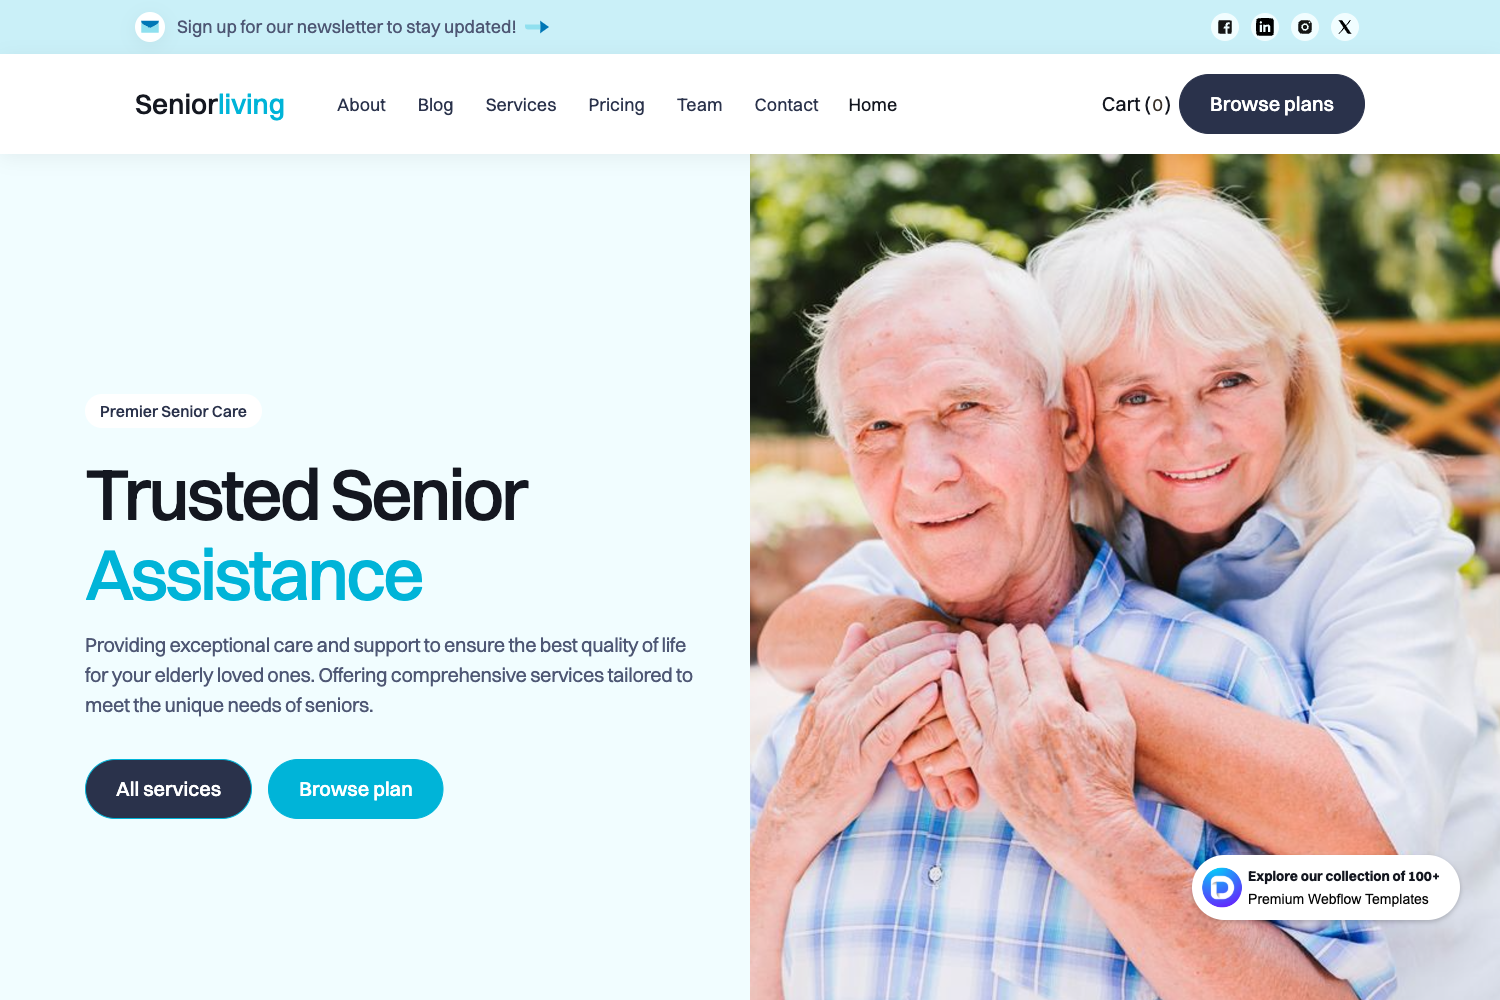 Sign up for our newsletter to stay updated!
Seniorliving
About
Blog
Services
Pricing
Team
Contact
Home
Cart (0)
Browse plans
Premier Senior Care
Trusted Senior
Assistance
Providing exceptional care and support to ensure the best quality of life
for your elderly loved ones. Offering comprehensive services tailored to
meet the unique needs of seniors.
All services
Browse plan
Explore our collection of 100+
Premium Webflow Templates